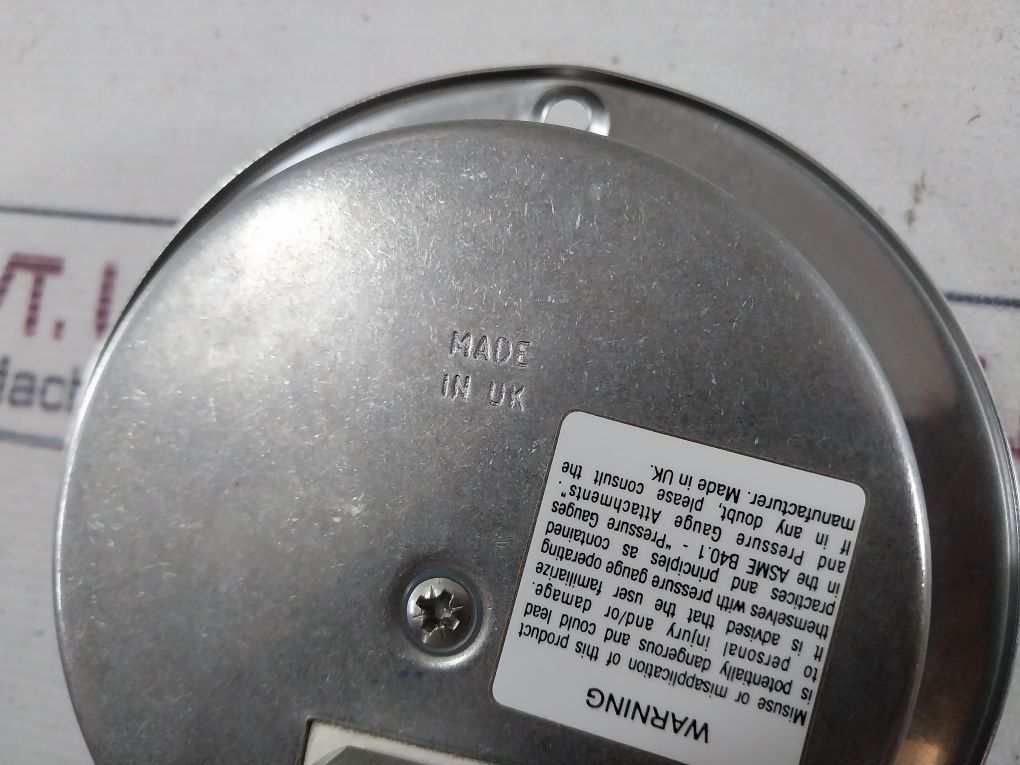 MADE
IN UK
WARNING
Misuse or misapplication of this product
is potentially dangerous and could lead
to personal injury and/or damage.
It is advised that the user familiarize
themselves with pressure gauge operating
practices and principles as contained
in the ASME B40.1 - "Pressure Gauges
and Pressure Gauge Attachments".
If in any doubt, please consult the
manufacturer. Made in UK.